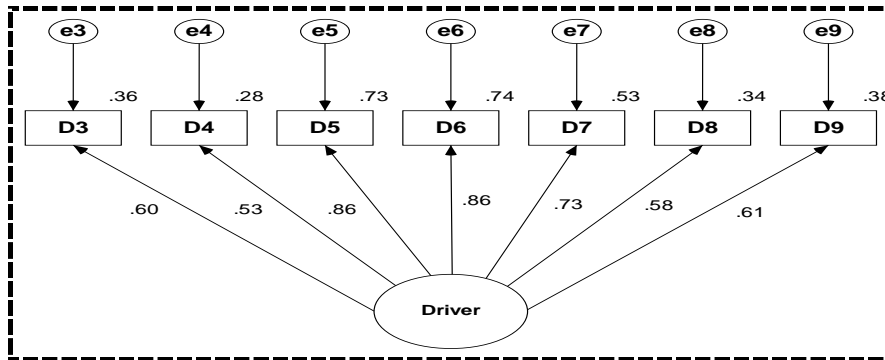 e3 e4 e5 e6 e7 e8 e9
.36 .28 .73 .74 .53 .34 .38
D3 D4 D5 D6 D7 D8 D9
.60 .53 .86 .86 .73 .58 .61
Driver